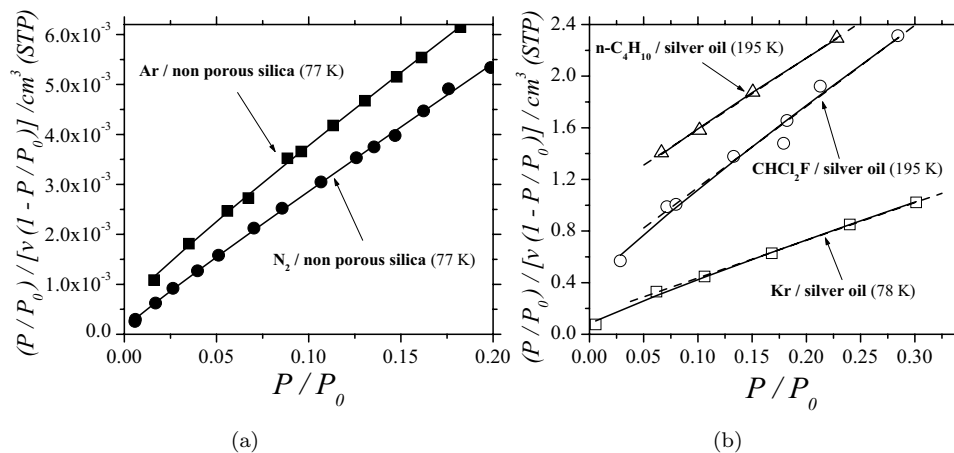 (a)
6.0x10⁻³
5.0x10⁻³
4.0x10⁻³
3.0x10⁻³
2.0x10⁻³
1.0x10⁻³
0.0
(P / P₀) / [v (1 - P / P₀)] / cm³ (STP)
Ar / non porous silica (77 K)
N₂ / non porous silica (77 K)
0.00 0.05 0.10 0.15 0.20
P / P₀
(b)
2.4
2.0
1.6
1.2
0.8
0.4
0.0
(P / P₀) / [v (1 - P / P₀)] / cm³ (STP)
n-C₄H₁₀ / silver oil (195 K)
CHCl₂F / silver oil (195 K)
Kr / silver oil (78 K)
0.00 0.05 0.10 0.15 0.20 0.25 0.30
P / P₀
(a)
(b)